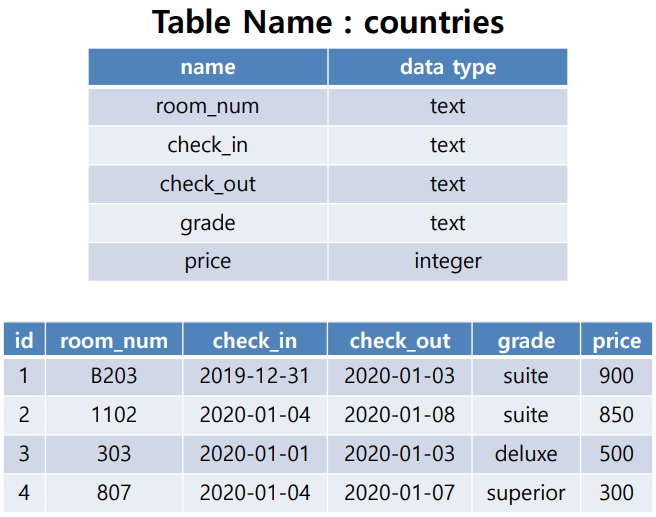 Table Name : countries
name data type
room_num text
check_in text
check_out text
grade text
price integer
id room_num check_in check_out grade price
1 B203 2019-12-31 2020-01-03 suite 900
2 1102 2020-01-04 2020-01-08 suite 850
3 303 2020-01-01 2020-01-03 deluxe 500
4 807 2020-01-04 2020-01-07 superior 300